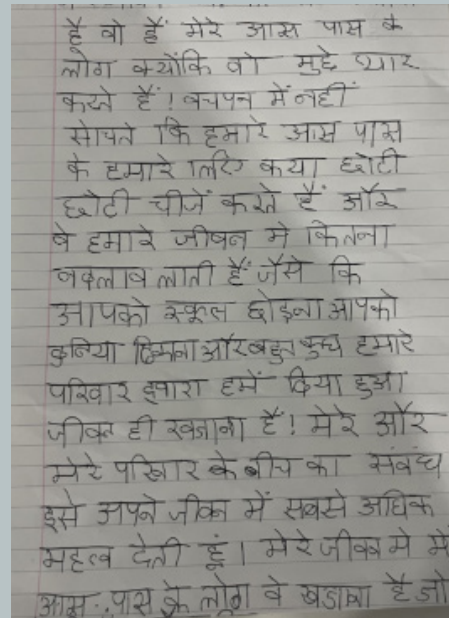 है वो हैं मेरे आस पास के
लोग क्योंकि वो मुझे प्यार
करते हैं! बचपन में नहीं
सोचते कि हमारे आस पास
के हमारे लिए कया छोटी
छोटी चीजें करते हैं और
वे हमारे जीवन मे कितना
बदलाव लाती हैं जैसे कि
आपको स्कूल छोड़ना आपको
दुनिया दिखाना और बहुत कुछ हमारे
परिवार द्वारा हमें दिया हुआ
जीवन ही खजाना हैं! मेरे और
मेरे परिवार के बीच का संबंध
इसे अपने जीवन में सबसे अधिक
महत्व देती हूं। मेरे जीवन मे मे
आस पास के लोग वे खजाना है जो